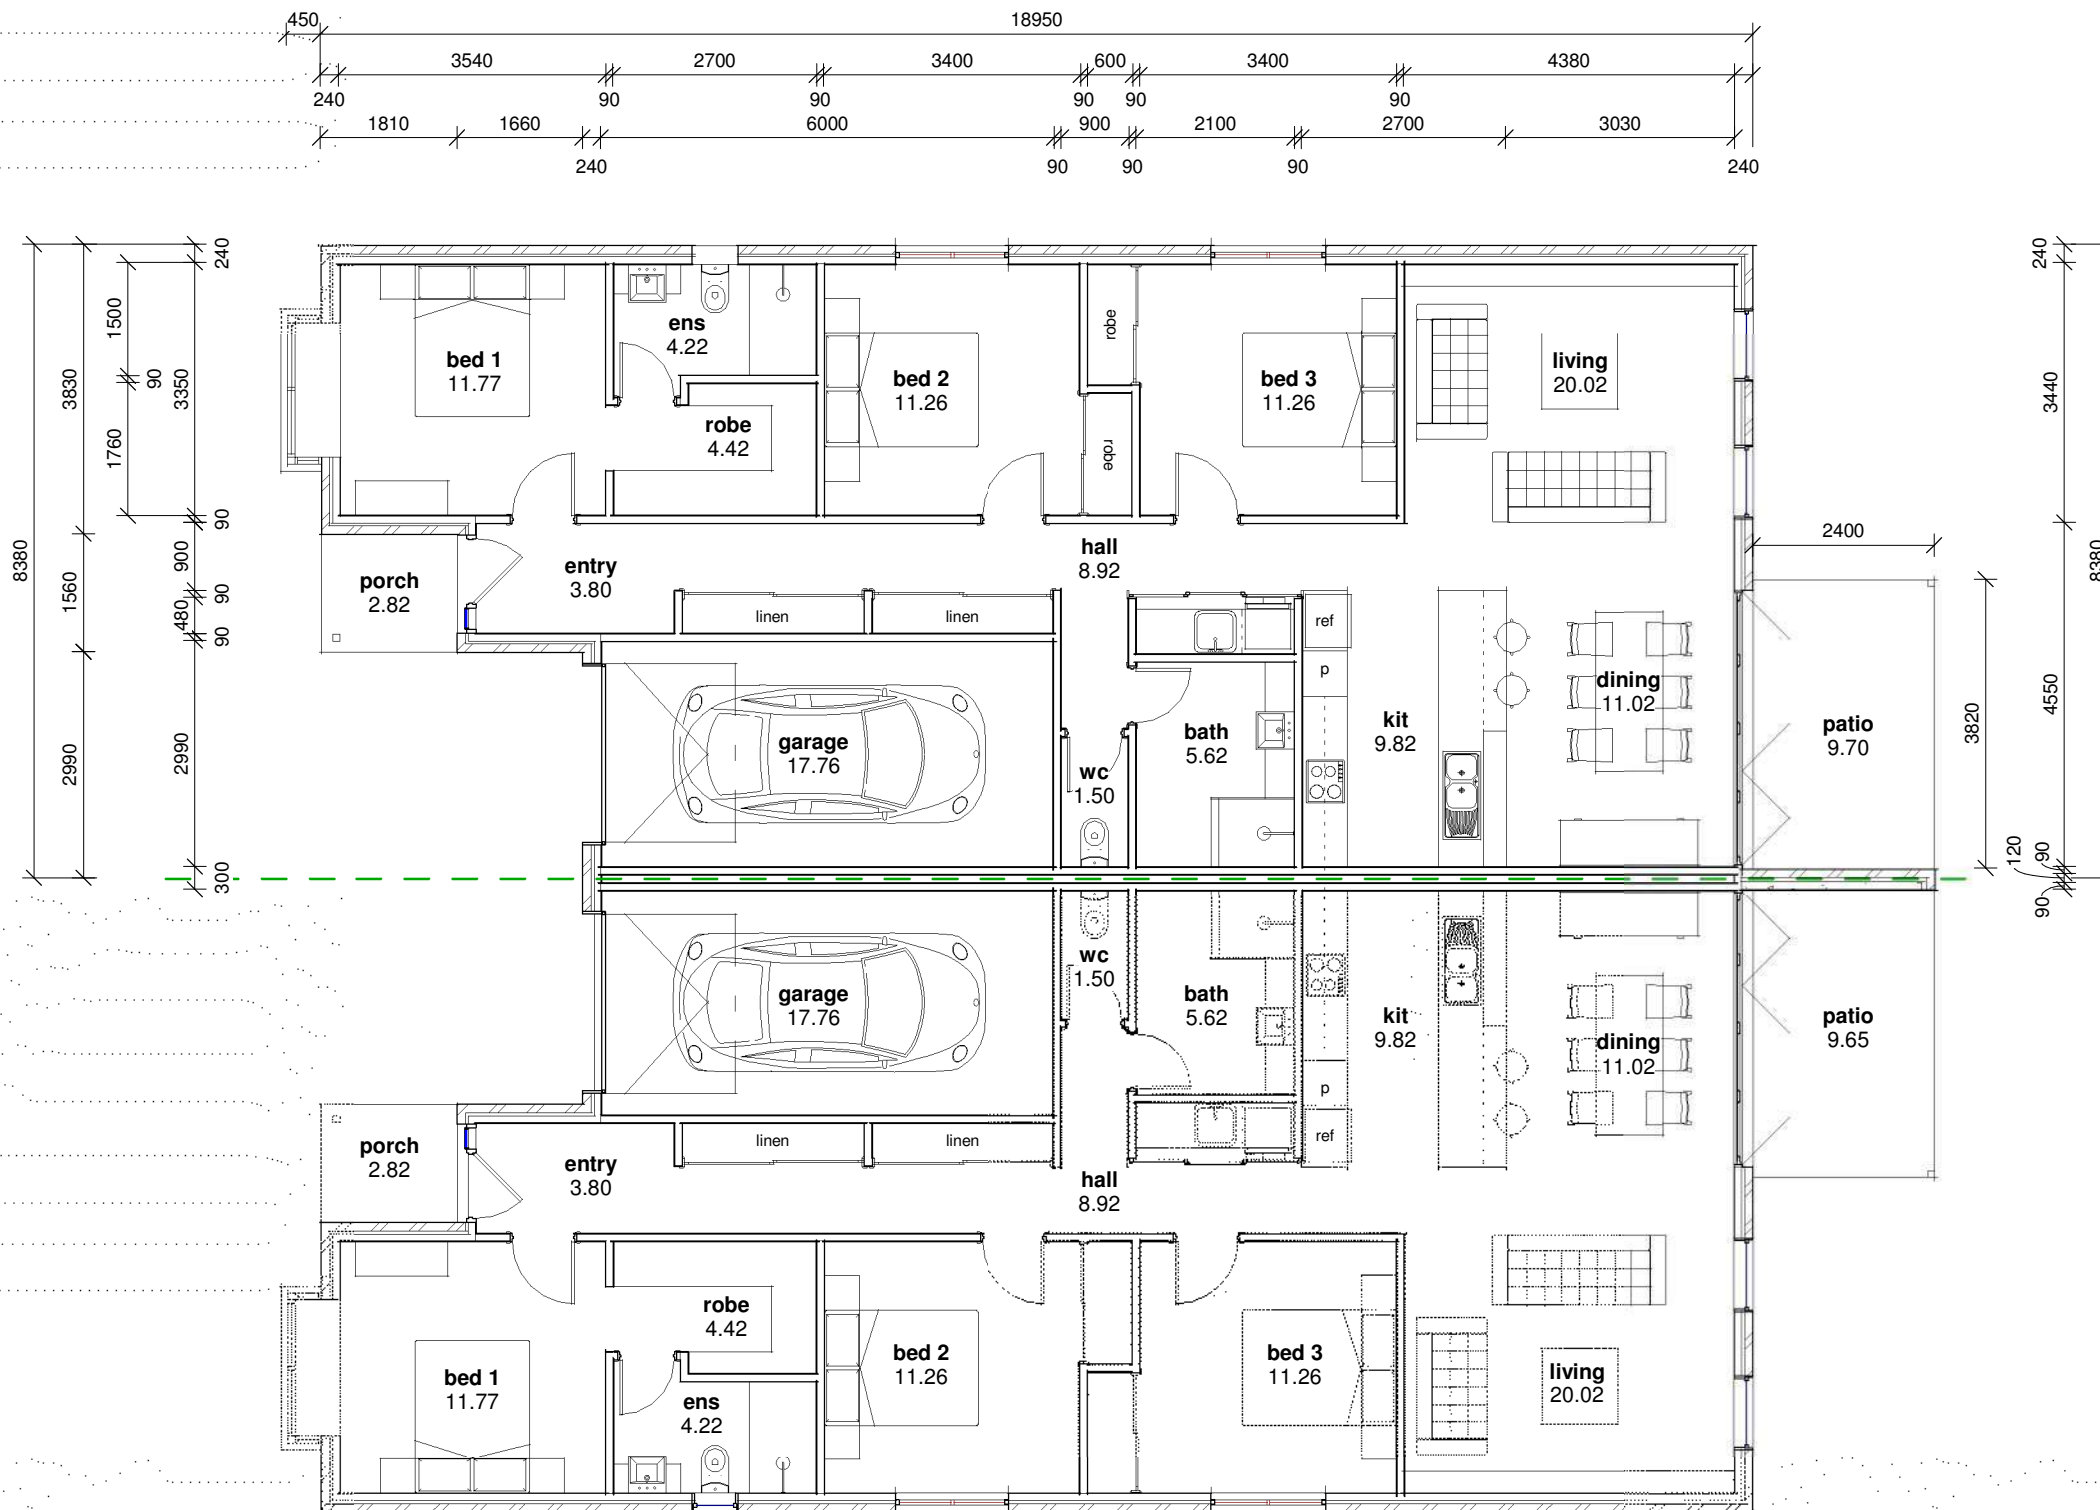 450
18950
3540
2700
3400
600
3400
4380
240
90
90
90
90
90
1810
1660
6000
900
2100
2700
3030
240
90
90
90
240
8380
3830
1560
2990
1500
90
1760
240
3350
90
900
90
480
90
2990
300
240
3440
4550
120
90
90
8380
2400
3820
bed 1
11.77
ens
4.22
robe
4.42
bed 2
11.26
robe
robe
bed 3
11.26
living
20.02
porch
2.82
entry
3.80
hall
8.92
linen
linen
ref
p
garage
17.76
wc
1.50
bath
5.62
kit
9.82
dining
11.02
patio
9.70
garage
17.76
wc
1.50
bath
5.62
kit
9.82
dining
11.02
patio
9.65
p
ref
porch
2.82
entry
3.80
linen
linen
hall
8.92
bed 1
11.77
robe
4.42
ens
4.22
bed 2
11.26
bed 3
11.26
living
20.02